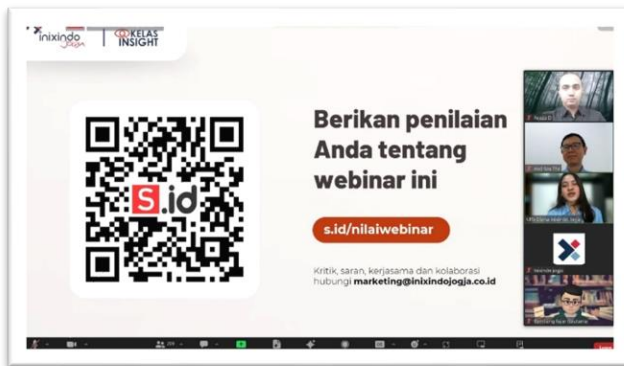 inixindo
Jogja
KELAS
INSIGHT
S.id
Berikan penilaian
Anda tentang
webinar ini
s.id/nilaiwebinar
Kritik, saran, kerjasama dan kolaborasi
hubungi marketing@inixindojogja.co.id